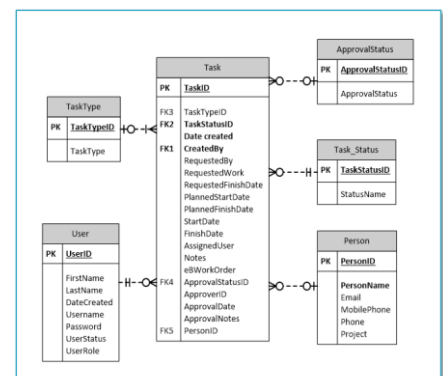 ApprovalStatus
PK ApprovalStatusID
ApprovalStatus
Task
PK TaskID
FK3 TaskTypeID
FK2 TaskStatusID
Date created
FK1 CreatedBy
RequestedBy
RequestedWork
RequestedFinishDate
PlannedStartDate
PlannedFinishDate
StartDate
FinishDate
AssignedUser
Notes
eBWorkOrder
FK4 ApprovalStatusID
ApproverID
ApprovalDate
ApprovalNotes
FK5 PersonID
TaskType
PK TaskTypeID
TaskType
Task_Status
PK TaskStatusID
StatusName
User
PK UserID
FirstName
LastName
DateCreated
Username
Password
UserStatus
UserRole
Person
PK PersonID
PersonName
Email
MobilePhone
Phone
Project